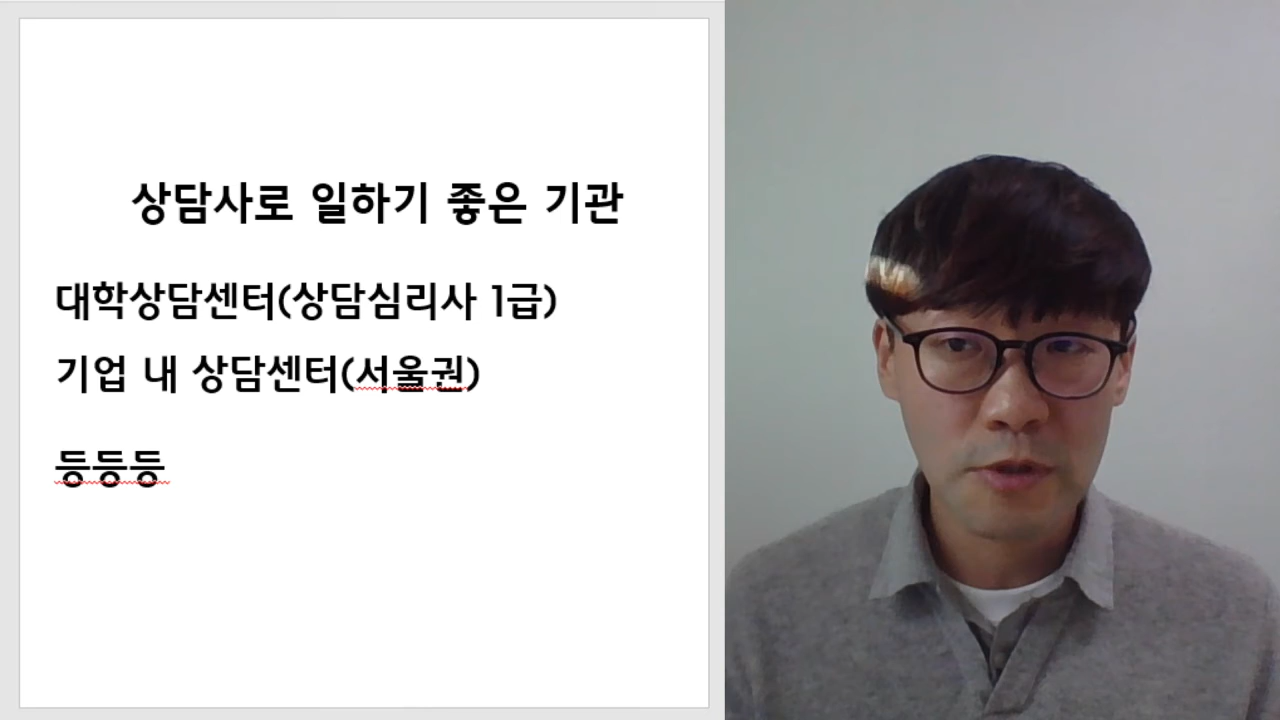 상담사로 일하기 좋은 기관
대학상담센터(상담심리사 1급)
기업 내 상담센터(서울권)
등등등